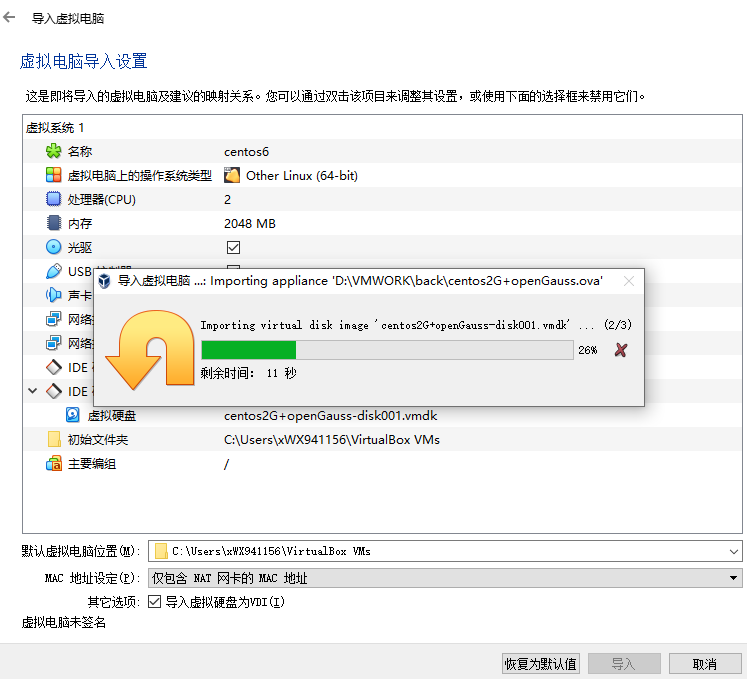 导入虚拟电脑
虚拟电脑导入设置
这是即将导入的虚拟电脑及建议的映射关系。您可以通过双击该项目来调整其设置，或使用下面的选择框来禁用它们。
虚拟系统 1
名称 centos6
虚拟电脑上的操作系统类型 Other Linux (64-bit)
处理器(CPU) 2
内存 2048 MB
光驱
USB
声卡
网络
网络
IDE
IDE
导入虚拟电脑 ...: Importing appliance 'D:\VMWORK\back\centos2G+openGauss.ova'
Importing virtual disk image 'centos2G+openGauss-disk001.vmdk' ... (2/3)
26%
剩余时间： 11 秒
虚拟硬盘 centos2G+openGauss-disk001.vmdk
初始文件夹 C:\Users\xWX941156\VirtualBox VMs
主要编组 /
默认虚拟电脑位置(M): C:\Users\xWX941156\VirtualBox VMs
MAC 地址设定(P): 仅包含 NAT 网卡的 MAC 地址
其它选项: 导入虚拟硬盘为VDI(I)
虚拟电脑未签名
恢复为默认值 导入 取消